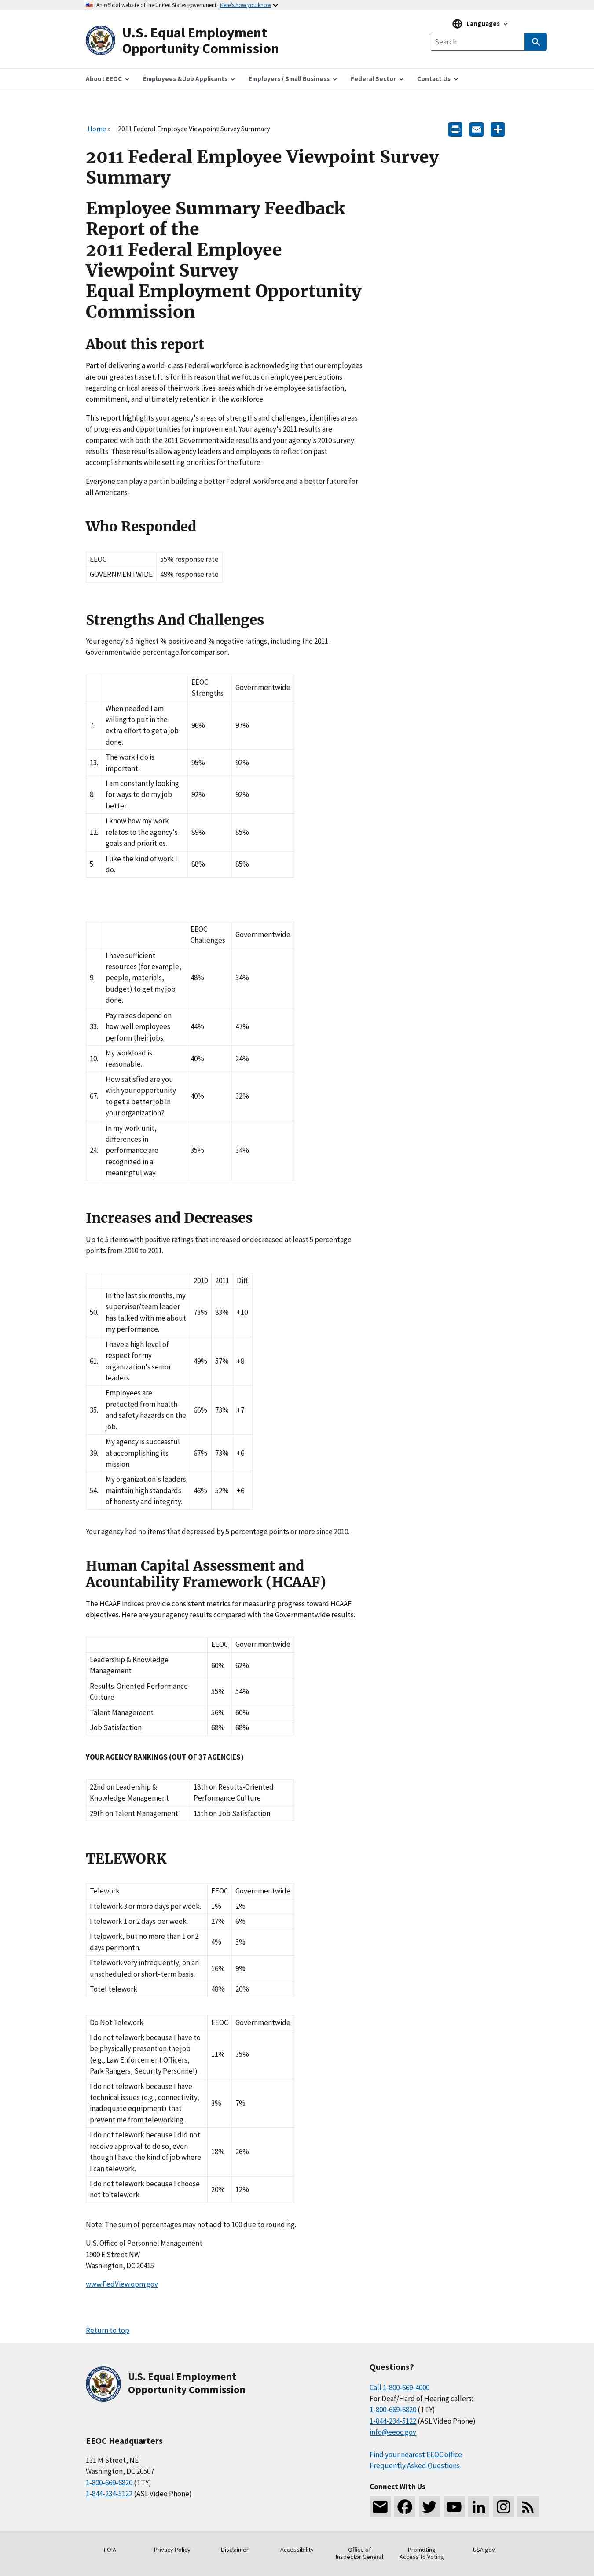 An official website of the United States government Here's how you know
U.S. Equal Employment
Opportunity Commission
Languages
Search
About EEOC
Employees & Job Applicants
Employers / Small Business
Federal Sector
Contact Us
Home » 2011 Federal Employee Viewpoint Survey Summary
2011 Federal Employee Viewpoint Survey
Summary
Employee Summary Feedback
Report of the
2011 Federal Employee
Viewpoint Survey
Equal Employment Opportunity
Commission
About this report
Part of delivering a world-class Federal workforce is acknowledging that our employees
are our greatest asset. It is for this reason that we focus on employee perceptions
regarding critical areas of their work lives: areas which drive employee satisfaction,
commitment, and ultimately retention in the workforce.
This report highlights your agency's areas of strengths and challenges, identifies areas
of progress and opportunities for improvement. Your agency's 2011 results are
compared with both the 2011 Governmentwide results and your agency's 2010 survey
results. These results allow agency leaders and employees to reflect on past
accomplishments while setting priorities for the future.
Everyone can play a part in building a better Federal workforce and a better future for
all Americans.
Who Responded
EEOC 55% response rate
GOVERNMENTWIDE 49% response rate
Strengths And Challenges
Your agency's 5 highest % positive and % negative ratings, including the 2011
Governmentwide percentage for comparison.
EEOC
Strengths
Governmentwide
When needed I am
willing to put in the
extra effort to get a job
done.
7. 96% 97%
The work I do is
important.
13. 95% 92%
I am constantly looking
for ways to do my job
better.
8. 92% 92%
I know how my work
relates to the agency's
goals and priorities.
12. 89% 85%
I like the kind of work I
do.
5. 88% 85%
EEOC
Challenges
Governmentwide
I have sufficient
resources (for example,
people, materials,
budget) to get my job
done.
9. 48% 34%
Pay raises depend on
how well employees
perform their jobs.
33. 44% 47%
My workload is
reasonable.
10. 40% 24%
How satisfied are you
with your opportunity
to get a better job in
your organization?
67. 40% 32%
In my work unit,
differences in
performance are
recognized in a
meaningful way.
24. 35% 34%
Increases and Decreases
Up to 5 items with positive ratings that increased or decreased at least 5 percentage
points from 2010 to 2011.
2010 2011 Diff.
In the last six months, my
supervisor/team leader
has talked with me about
my performance.
50. 73% 83% +10
I have a high level of
respect for my
organization's senior
leaders.
61. 49% 57% +8
Employees are
protected from health
and safety hazards on the
job.
35. 66% 73% +7
My agency is successful
at accomplishing its
mission.
39. 67% 73% +6
My organization's leaders
maintain high standards
of honesty and integrity.
54. 46% 52% +6
Your agency had no items that decreased by 5 percentage points or more since 2010.
Human Capital Assessment and
Acountability Framework (HCAAF)
The HCAAF indices provide consistent metrics for measuring progress toward HCAAF
objectives. Here are your agency results compared with the Governmentwide results.
EEOC Governmentwide
Leadership & Knowledge
Management
60% 62%
Results-Oriented Performance
Culture
55% 54%
Talent Management 56% 60%
Job Satisfaction 68% 68%
YOUR AGENCY RANKINGS (OUT OF 37 AGENCIES)
22nd on Leadership &
Knowledge Management
18th on Results-Oriented
Performance Culture
29th on Talent Management
15th on Job Satisfaction
TELEWORK
Telework EEOC Governmentwide
I telework 3 or more days per week. 1% 2%
I telework 1 or 2 days per week. 27% 6%
I telework, but no more than 1 or 2
days per month.
4% 3%
I telework very infrequently, on an
unscheduled or short-term basis.
16% 9%
Totel telework 48% 20%
Do Not Telework EEOC Governmentwide
I do not telework because I have to
be physically present on the job
(e.g., Law Enforcement Officers,
Park Rangers, Security Personnel).
11% 35%
I do not telework because I have
technical issues (e.g., connectivity,
inadequate equipment) that
prevent me from teleworking.
3% 7%
I do not telework because I did not
receive approval to do so, even
though I have the kind of job where
I can telework.
18% 26%
I do not telework because I choose
not to telework.
20% 12%
Note: The sum of percentages may not add to 100 due to rounding.
U.S. Office of Personnel Management
1900 E Street NW
Washington, DC 20415
www.FedView.opm.gov
Return to top
U.S. Equal Employment
Opportunity Commission
EEOC Headquarters
131 M Street, NE
Washington, DC 20507
1-800-669-6820 (TTY)
1-844-234-5122 (ASL Video Phone)
Questions?
Call 1-800-669-4000
For Deaf/Hard of Hearing callers:
1-800-669-6820 (TTY)
1-844-234-5122 (ASL Video Phone)
info@eeoc.gov
Find your nearest EEOC office
Frequently Asked Questions
Connect With Us
FOIA
Privacy Policy
Disclaimer
Accessibility
Office of
Inspector General
Promoting
Access to Voting
USA.gov